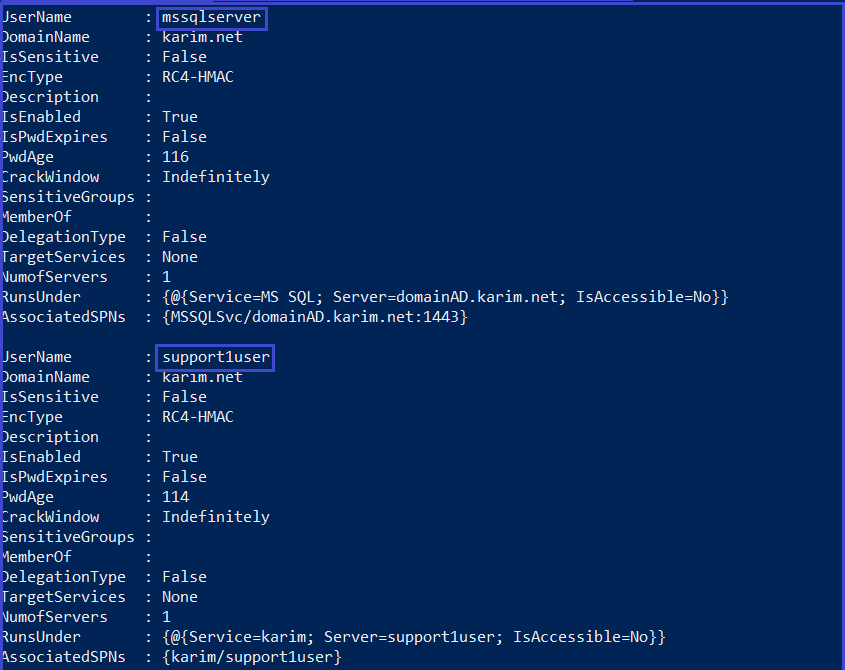 UserName : mssqlserver
DomainName : karim.net
IsSensitive : False
EncType : RC4-HMAC
Description :
IsEnabled : True
IsPwdExpires : False
PwdAge : 116
CrackWindow : Indefinitely
SensitiveGroups :
MemberOf :
DelegationType : False
TargetServices : None
NumofServers : 1
RunsUnder : {@{Service=MS SQL; Server=domainAD.karim.net; IsAccessible=No}}
AssociatedSPNs : {MSSQLSvc/domainAD.karim.net:1443}
UserName : support1user
DomainName : karim.net
IsSensitive : False
EncType : RC4-HMAC
Description :
IsEnabled : True
IsPwdExpires : False
PwdAge : 114
CrackWindow : Indefinitely
SensitiveGroups :
MemberOf :
DelegationType : False
TargetServices : None
NumofServers : 1
RunsUnder : {@{Service=karim; Server=support1user; IsAccessible=No}}
AssociatedSPNs : {karim/support1user}